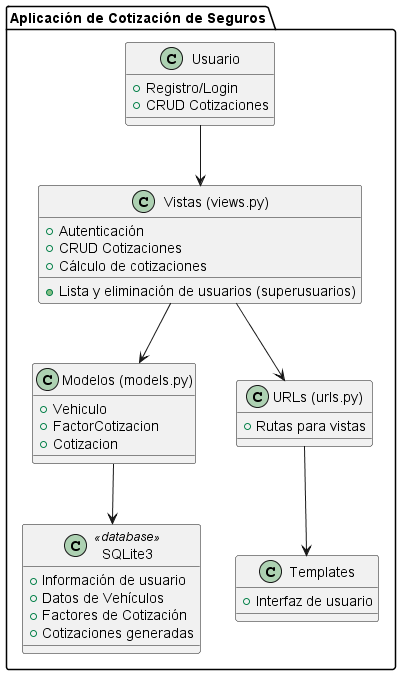 Aplicación de Cotización de Seguros
C Usuario
Registro/Login
CRUD Cotizaciones
C Vistas (views.py)
Autenticación
CRUD Cotizaciones
Cálculo de cotizaciones
Lista y eliminación de usuarios (superusuarios)
C Modelos (models.py)
Vehiculo
FactorCotizacion
Cotizacion
C URLs (urls.py)
Rutas para vistas
C «database»
SQLite3
Información de usuario
Datos de Vehículos
Factores de Cotización
Cotizaciones generadas
C Templates
Interfaz de usuario